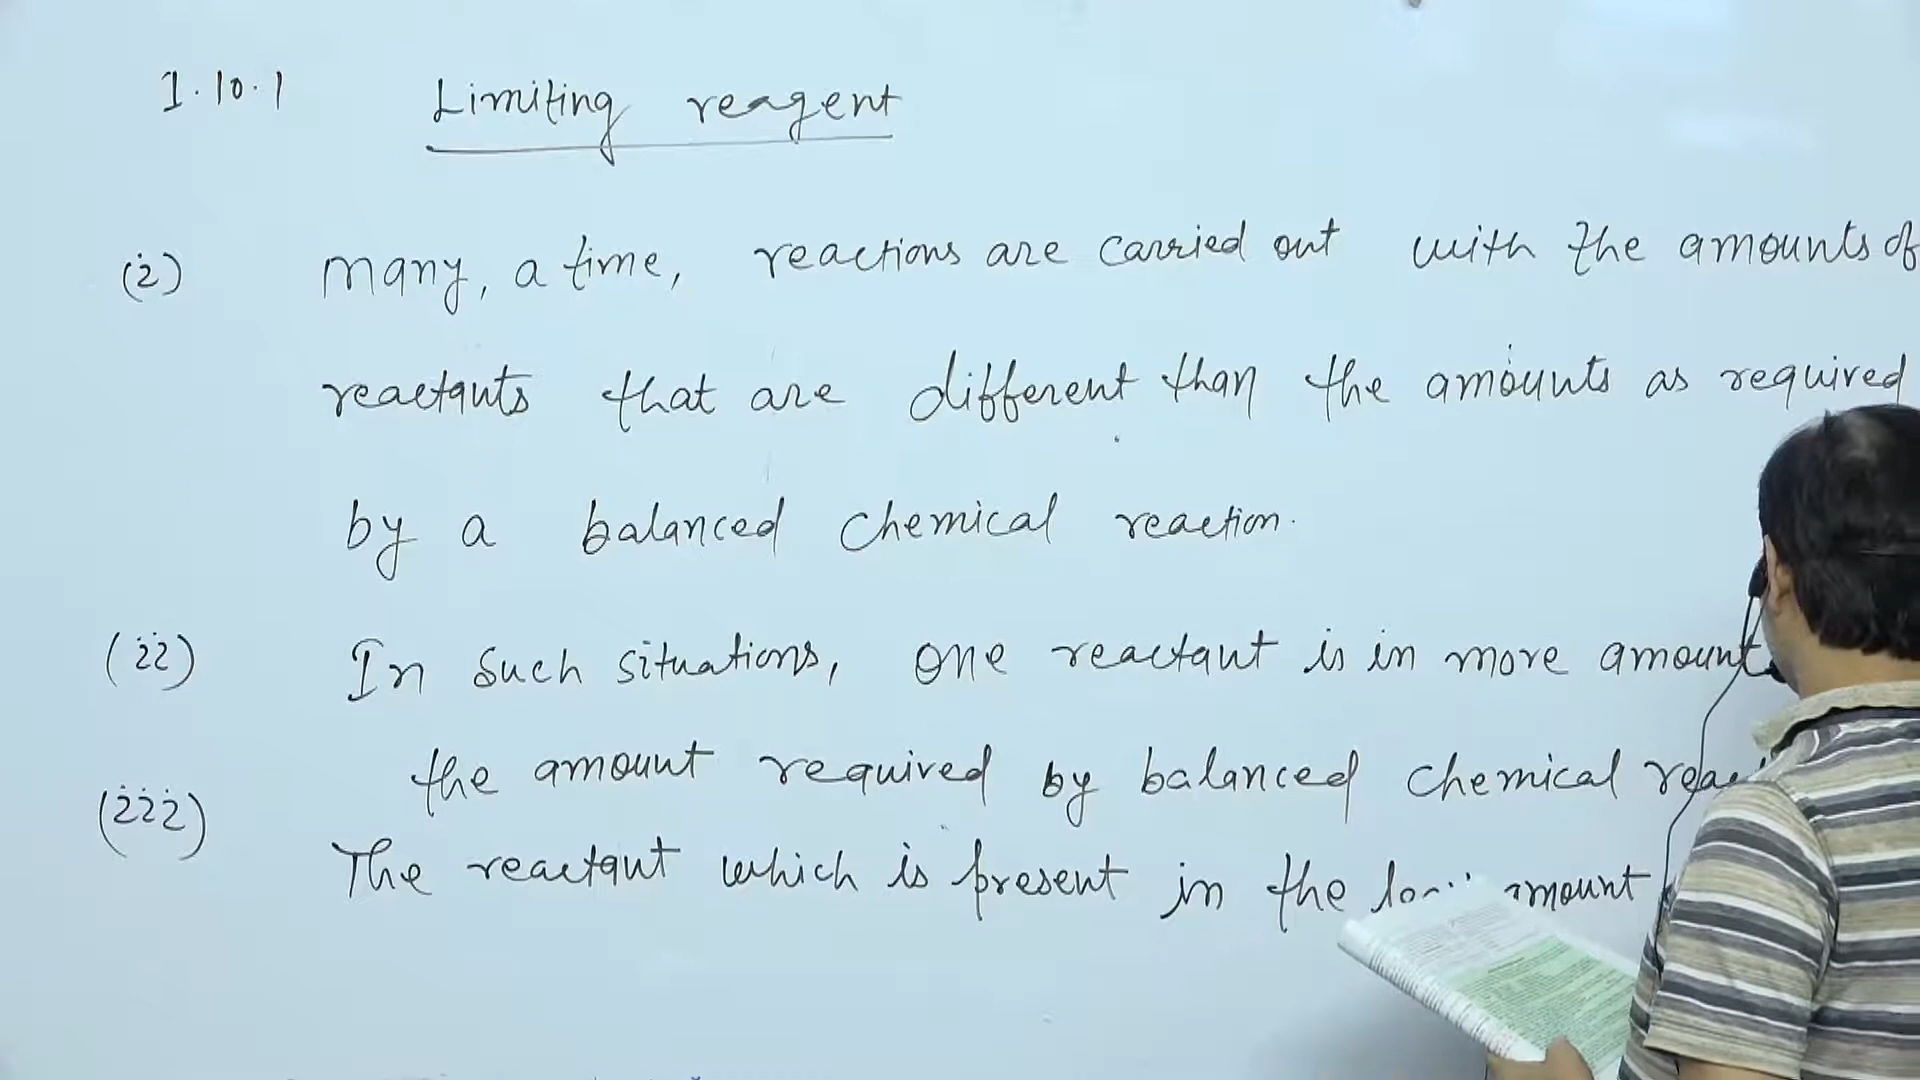 1.10.1 Limiting reagent
(i) Many, a time, reactions are carried out with the amounts of
reactants that are different than the amounts as required
by a balanced chemical reaction.
(ii) In such situations, one reactant is in more amount
the amount required by balanced chemical
(iii) The reactant which is present in the amount